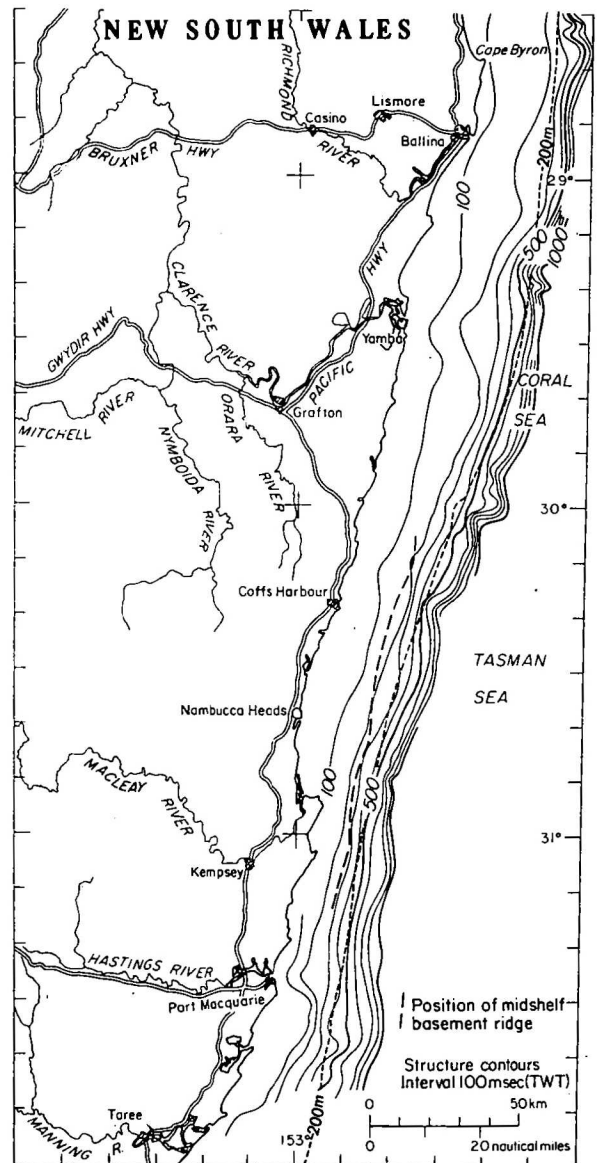 NEW SOUTH WALES
Cape Byron
RICHMOND
RIVER
Casino
Lismore
Ballina
BRUXNER HWY
200m
29°
100
500
1000
HWY
PACIFIC
CLARENCE
RIVER
Yamba
GWYDIR HWY
CORAL
SEA
Grafton
MITCHELL RIVER
ORARA
RIVER
NYMBOIDA
RIVER
30°
Coffs Harbour
TASMAN
SEA
Nambucca Heads
100
500
MACLEAY
RIVER
31°
Kempsey
HASTINGS RIVER
Port Macquarie
Position of midshelf
basement ridge
Structure contours
Interval 100msec(TWT)
0 50km
Taree
MANNING
R.
153°
200m
0 20 nautical miles